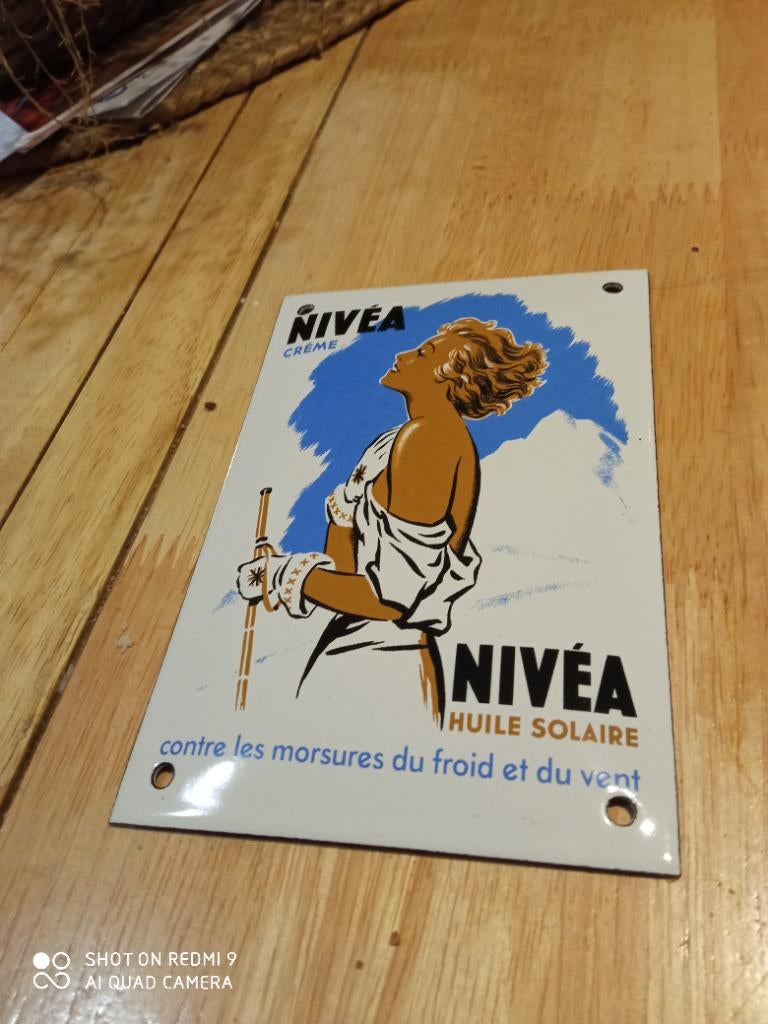 NIVÉA
CRÈME
NIVÉA
HUILE SOLAIRE
contre les morsures du froid et du vent
SHOT ON REDMI 9
AI QUAD CAMERA